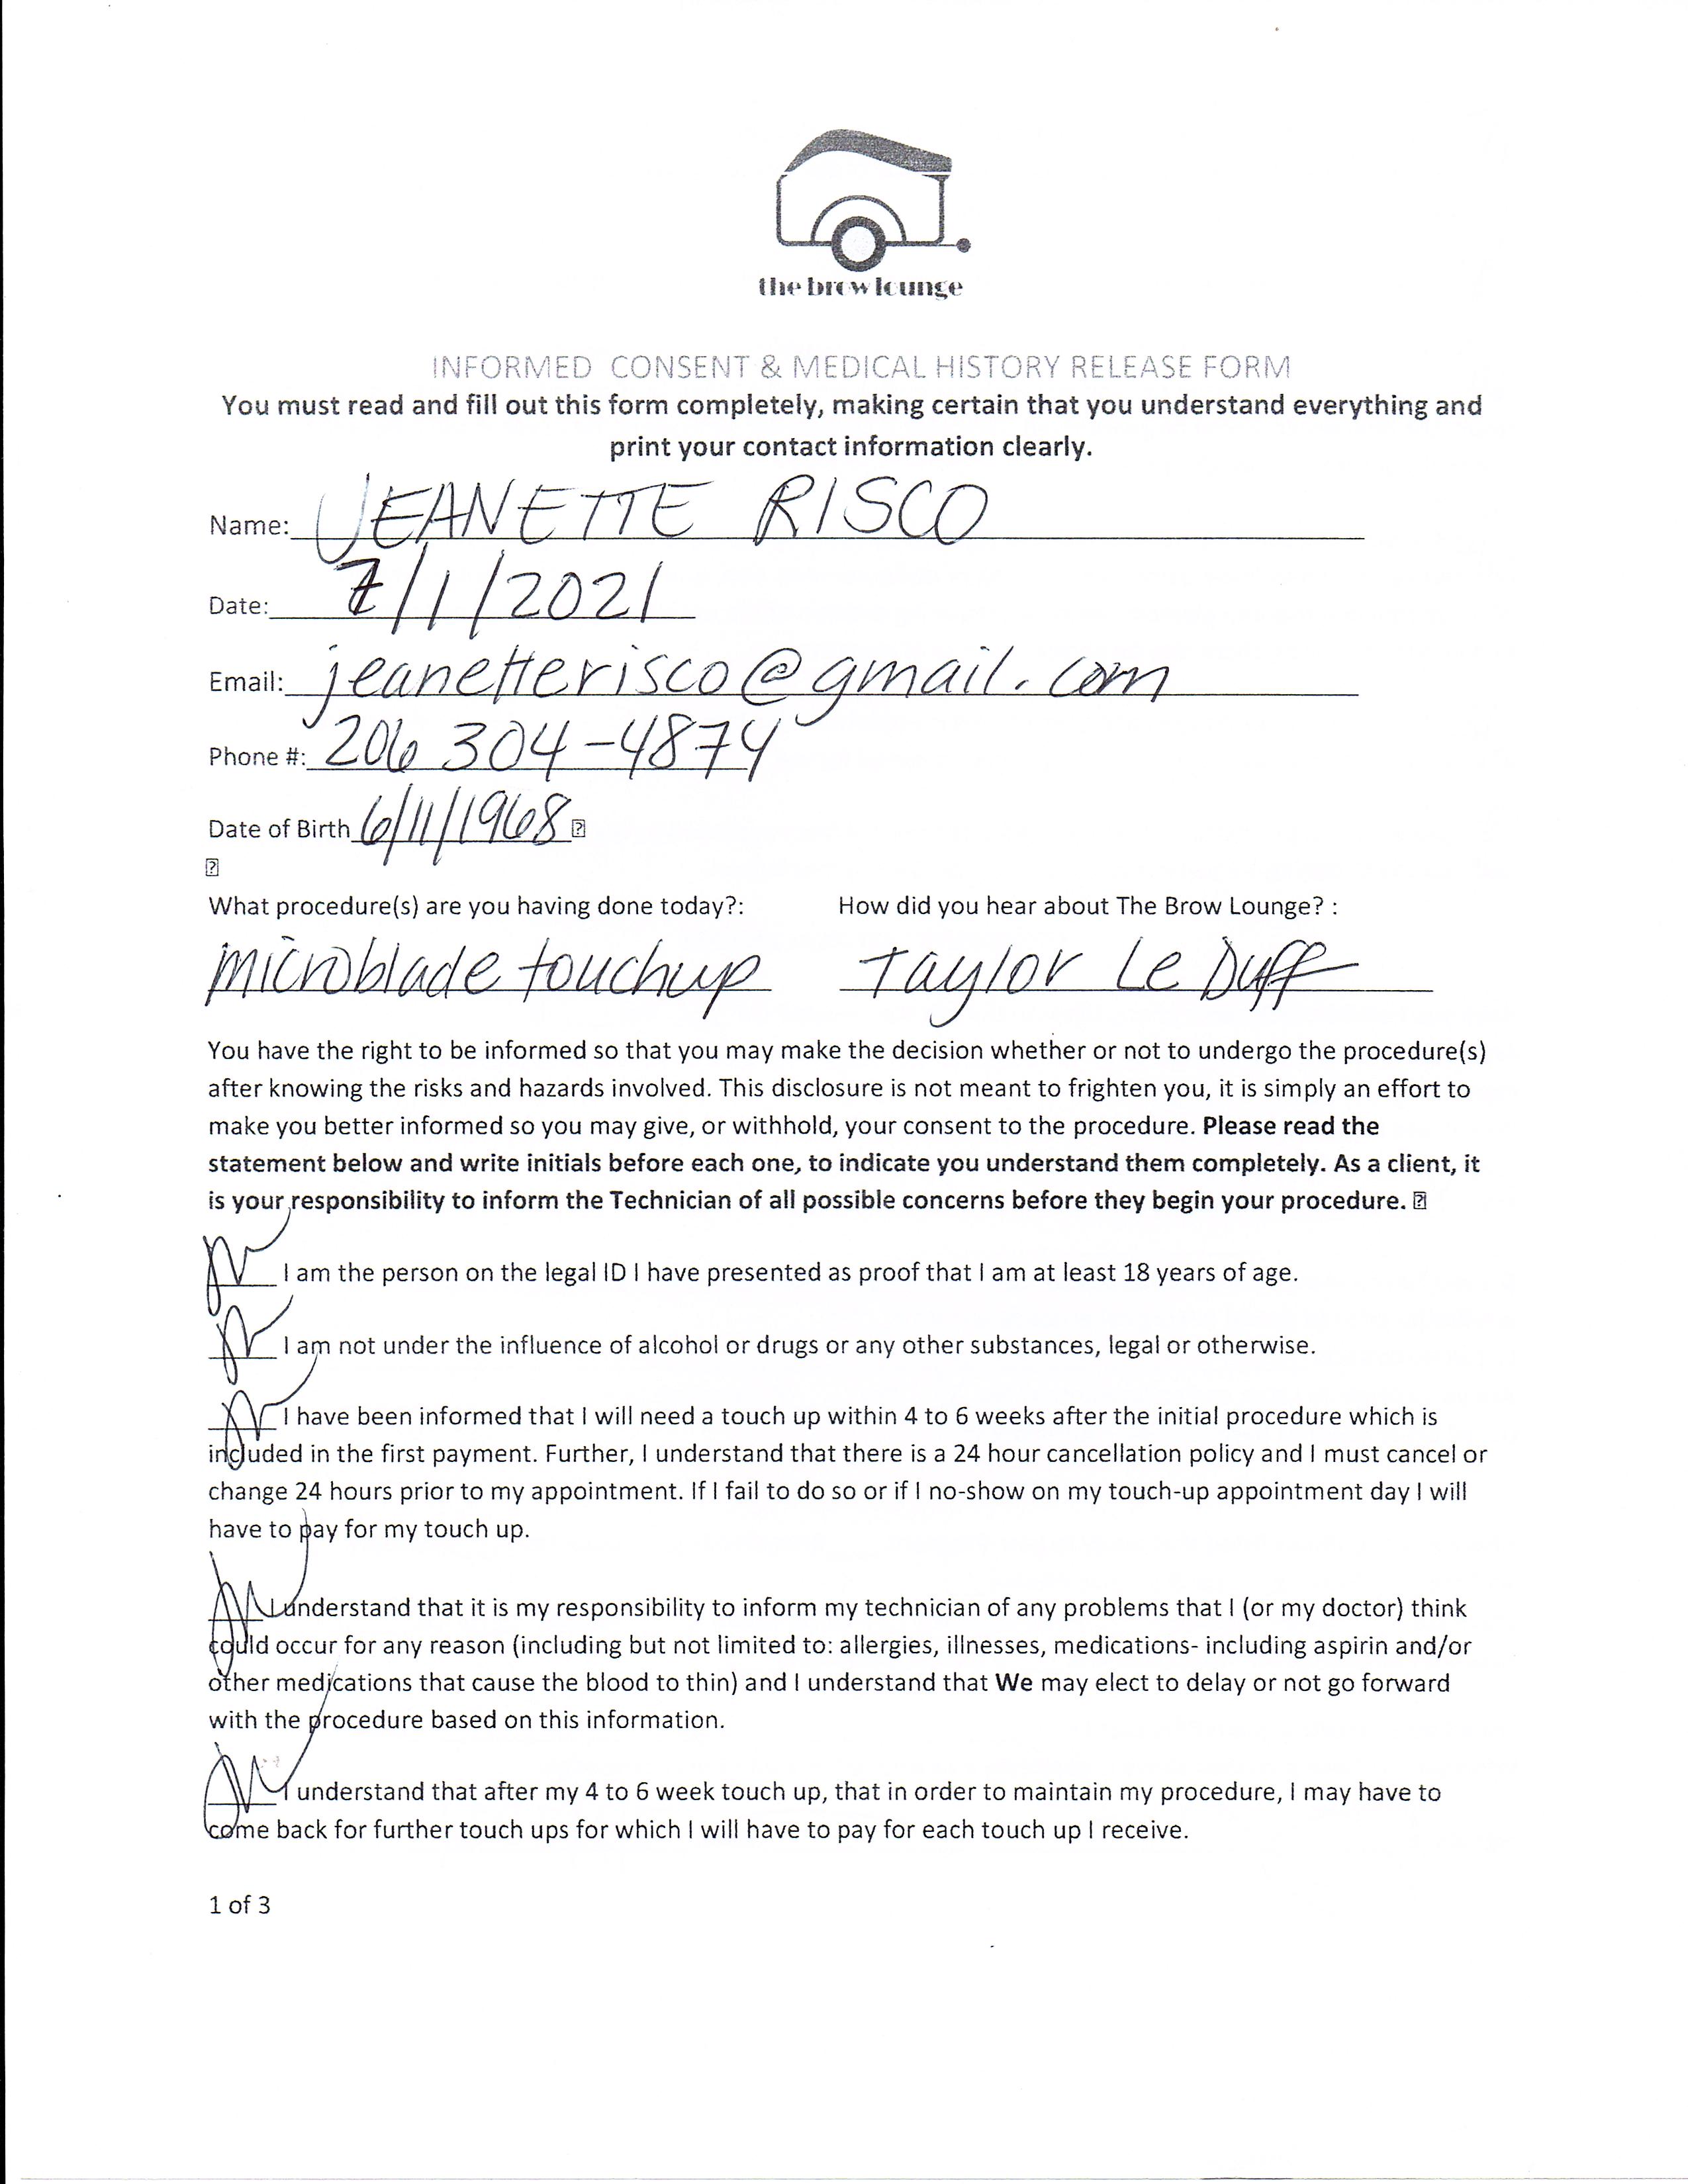 the brow lounge
INFORMED CONSENT & MEDICAL HISTORY RELEASE FORM
You must read and fill out this form completely, making certain that you understand everything and
print your contact information clearly.
Name: JEANETTE RISCO
Date: 7/1/2021
Email: jeanetterisco@gmail.com
Phone #: 206 304-4874
Date of Birth 6/11/1968
What procedure(s) are you having done today?: How did you hear about The Brow Lounge? :
microblade touchup Taylor Le Duff
You have the right to be informed so that you may make the decision whether or not to undergo the procedure(s)
after knowing the risks and hazards involved. This disclosure is not meant to frighten you, it is simply an effort to
make you better informed so you may give, or withhold, your consent to the procedure. Please read the
statement below and write initials before each one, to indicate you understand them completely. As a client, it
is your responsibility to inform the Technician of all possible concerns before they begin your procedure.
JR I am the person on the legal ID I have presented as proof that I am at least 18 years of age.
JR I am not under the influence of alcohol or drugs or any other substances, legal or otherwise.
JR I have been informed that I will need a touch up within 4 to 6 weeks after the initial procedure which is
included in the first payment. Further, I understand that there is a 24 hour cancellation policy and I must cancel or
change 24 hours prior to my appointment. If I fail to do so or if I no-show on my touch-up appointment day I will
have to pay for my touch up.
JR I understand that it is my responsibility to inform my technician of any problems that I (or my doctor) think
could occur for any reason (including but not limited to: allergies, illnesses, medications- including aspirin and/or
other medications that cause the blood to thin) and I understand that We may elect to delay or not go forward
with the procedure based on this information.
JR I understand that after my 4 to 6 week touch up, that in order to maintain my procedure, I may have to
come back for further touch ups for which I will have to pay for each touch up I receive.
1 of 3